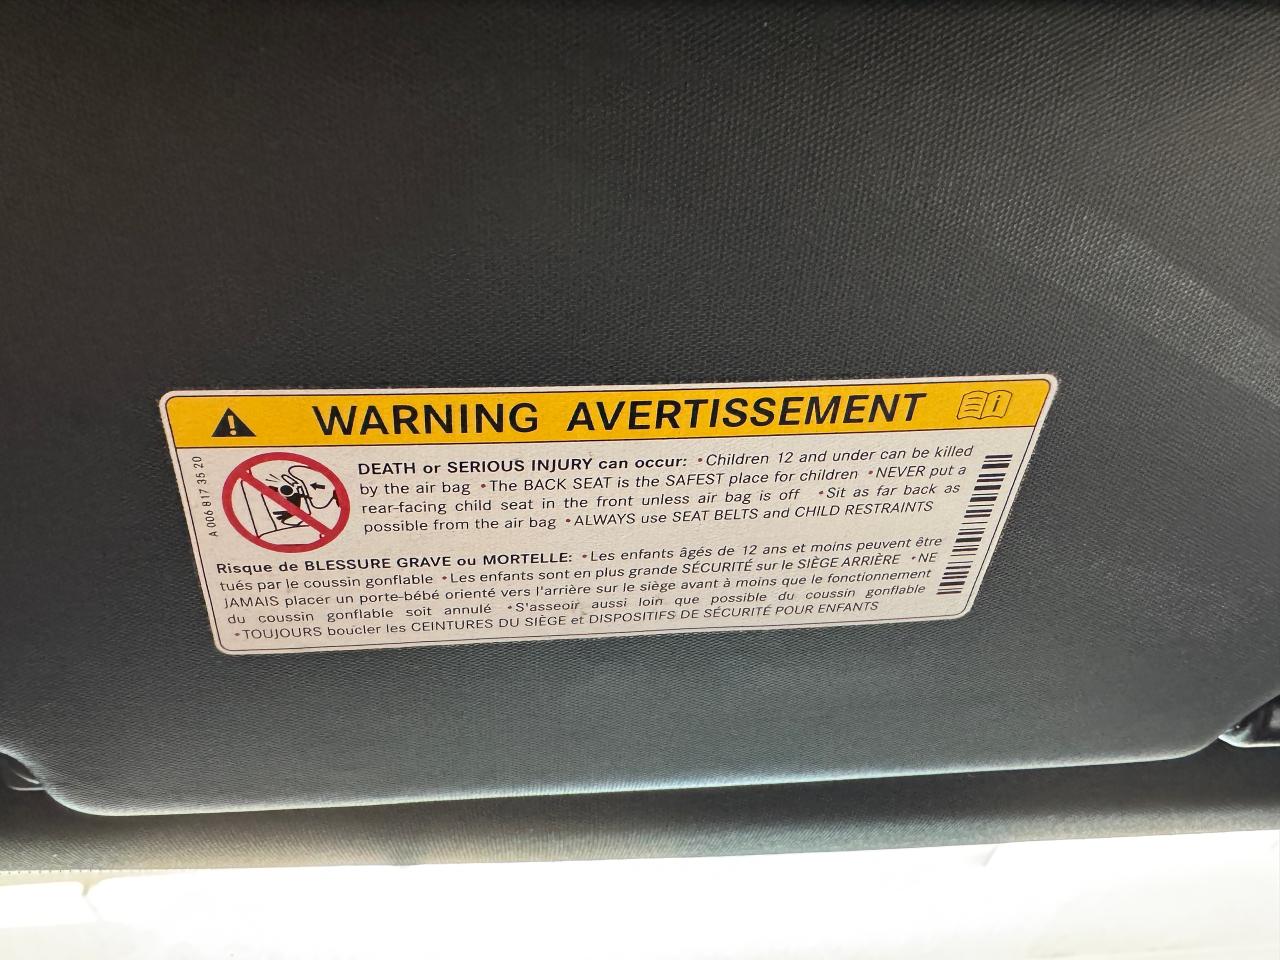 WARNING AVERTISSEMENT
A 006 817 35 20
DEATH or SERIOUS INJURY can occur: •Children 12 and under can be killed
by the air bag •The BACK SEAT is the SAFEST place for children •NEVER put a
rear-facing child seat in the front unless air bag is off •Sit as far back as
possible from the air bag •ALWAYS use SEAT BELTS and CHILD RESTRAINTS
Risque de BLESSURE GRAVE ou MORTELLE: •Les enfants âgés de 12 ans et moins peuvent être
tués par le coussin gonflable •Les enfants sont en plus grande SÉCURITÉ sur le SIÈGE ARRIÈRE •NE
JAMAIS placer un porte-bébé orienté vers l'arrière sur le siège avant à moins que le fonctionnement
du coussin gonflable soit annulé •S'asseoir aussi loin que possible du coussin gonflable
•TOUJOURS boucler les CEINTURES DU SIÈGE et DISPOSITIFS DE SÉCURITÉ POUR ENFANTS